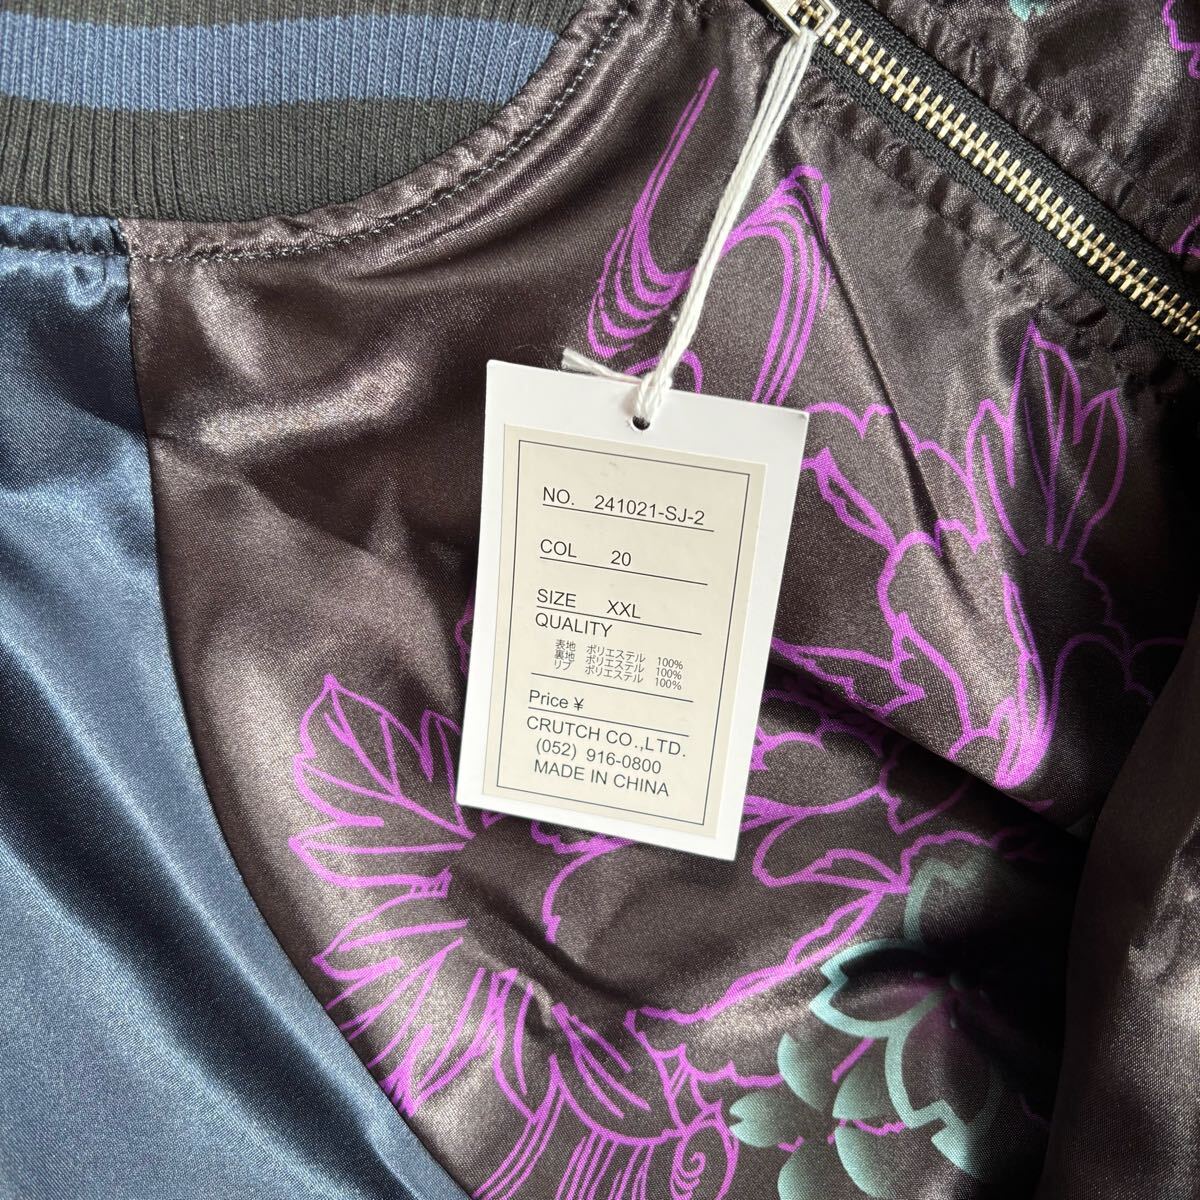 NO. 241021-SJ-2
COL 20
SIZE XXL
QUALITY
表地 ポリエステル 100%
裏地 ポリエステル 100%
リブ ポリエステル 100%
Price ¥
CRUTCH CO.,LTD.
(052) 916-0800
MADE IN CHINA